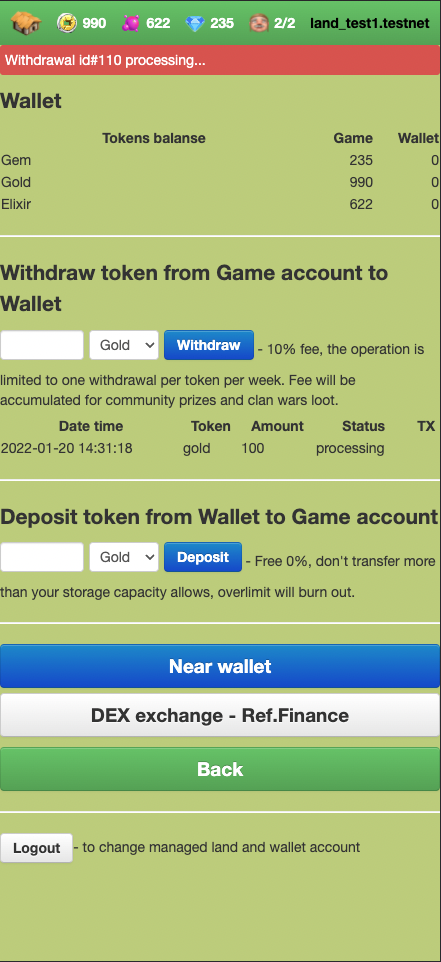 990 622 235 2/2 land_test1.testnet
Withdrawal id#110 processing...
Wallet
Tokens balanse Game Wallet
Gem 235 0
Gold 990 0
Elixir 622 0
Withdraw token from Game account to
Wallet
Gold Withdraw - 10% fee, the operation is
limited to one withdrawal per token per week. Fee will be
accumulated for community prizes and clan wars loot.
Date time Token Amount Status TX
2022-01-20 14:31:18 gold 100 processing
Deposit token from Wallet to Game account
Gold Deposit - Free 0%, don't transfer more
than your storage capacity allows, overlimit will burn out.
Near wallet
DEX exchange - Ref.Finance
Back
Logout - to change managed land and wallet account